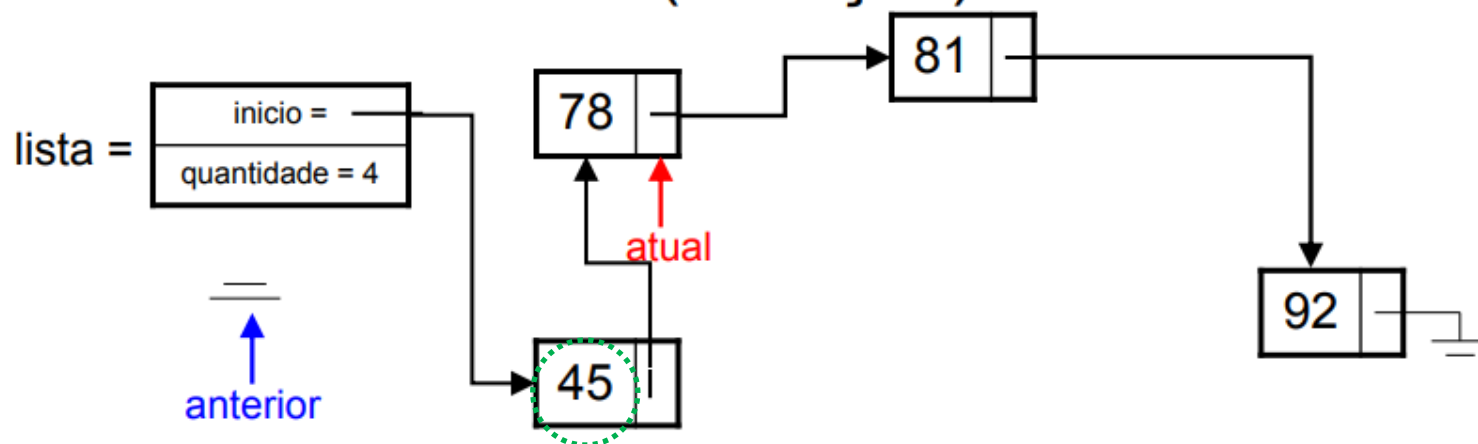 81
78
inicio =
lista =
quantidade = 4
atual
92
45
anterior